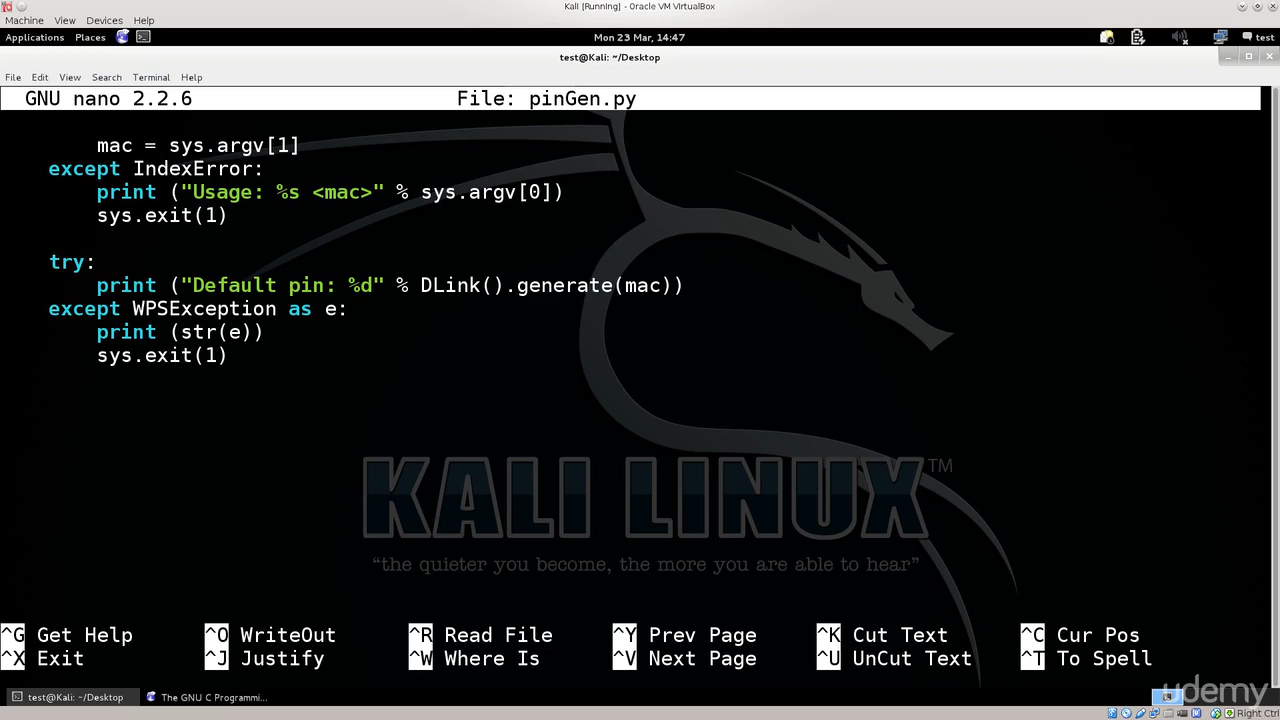 Kali [Running] - Oracle VM VirtualBox
Machine View Devices Help
Applications Places Mon 23 Mar, 14:47 test
test@Kali: ~/Desktop
File Edit View Search Terminal Help
GNU nano 2.2.6 File: pinGen.py
mac = sys.argv[1]
except IndexError:
print ("Usage: %s <mac>" % sys.argv[0])
sys.exit(1)
try:
print ("Default pin: %d" % DLink().generate(mac))
except WPSException as e:
print (str(e))
sys.exit(1)
KALI LINUX TM
“the quieter you become, the more you are able to hear”
^G Get Help ^O WriteOut ^R Read File ^Y Prev Page ^K Cut Text ^C Cur Pos
^X Exit ^J Justify ^W Where Is ^V Next Page ^U UnCut Text ^T To Spell
test@Kali: ~/Desktop The GNU C Programmi...
udemy
Right Ctrl